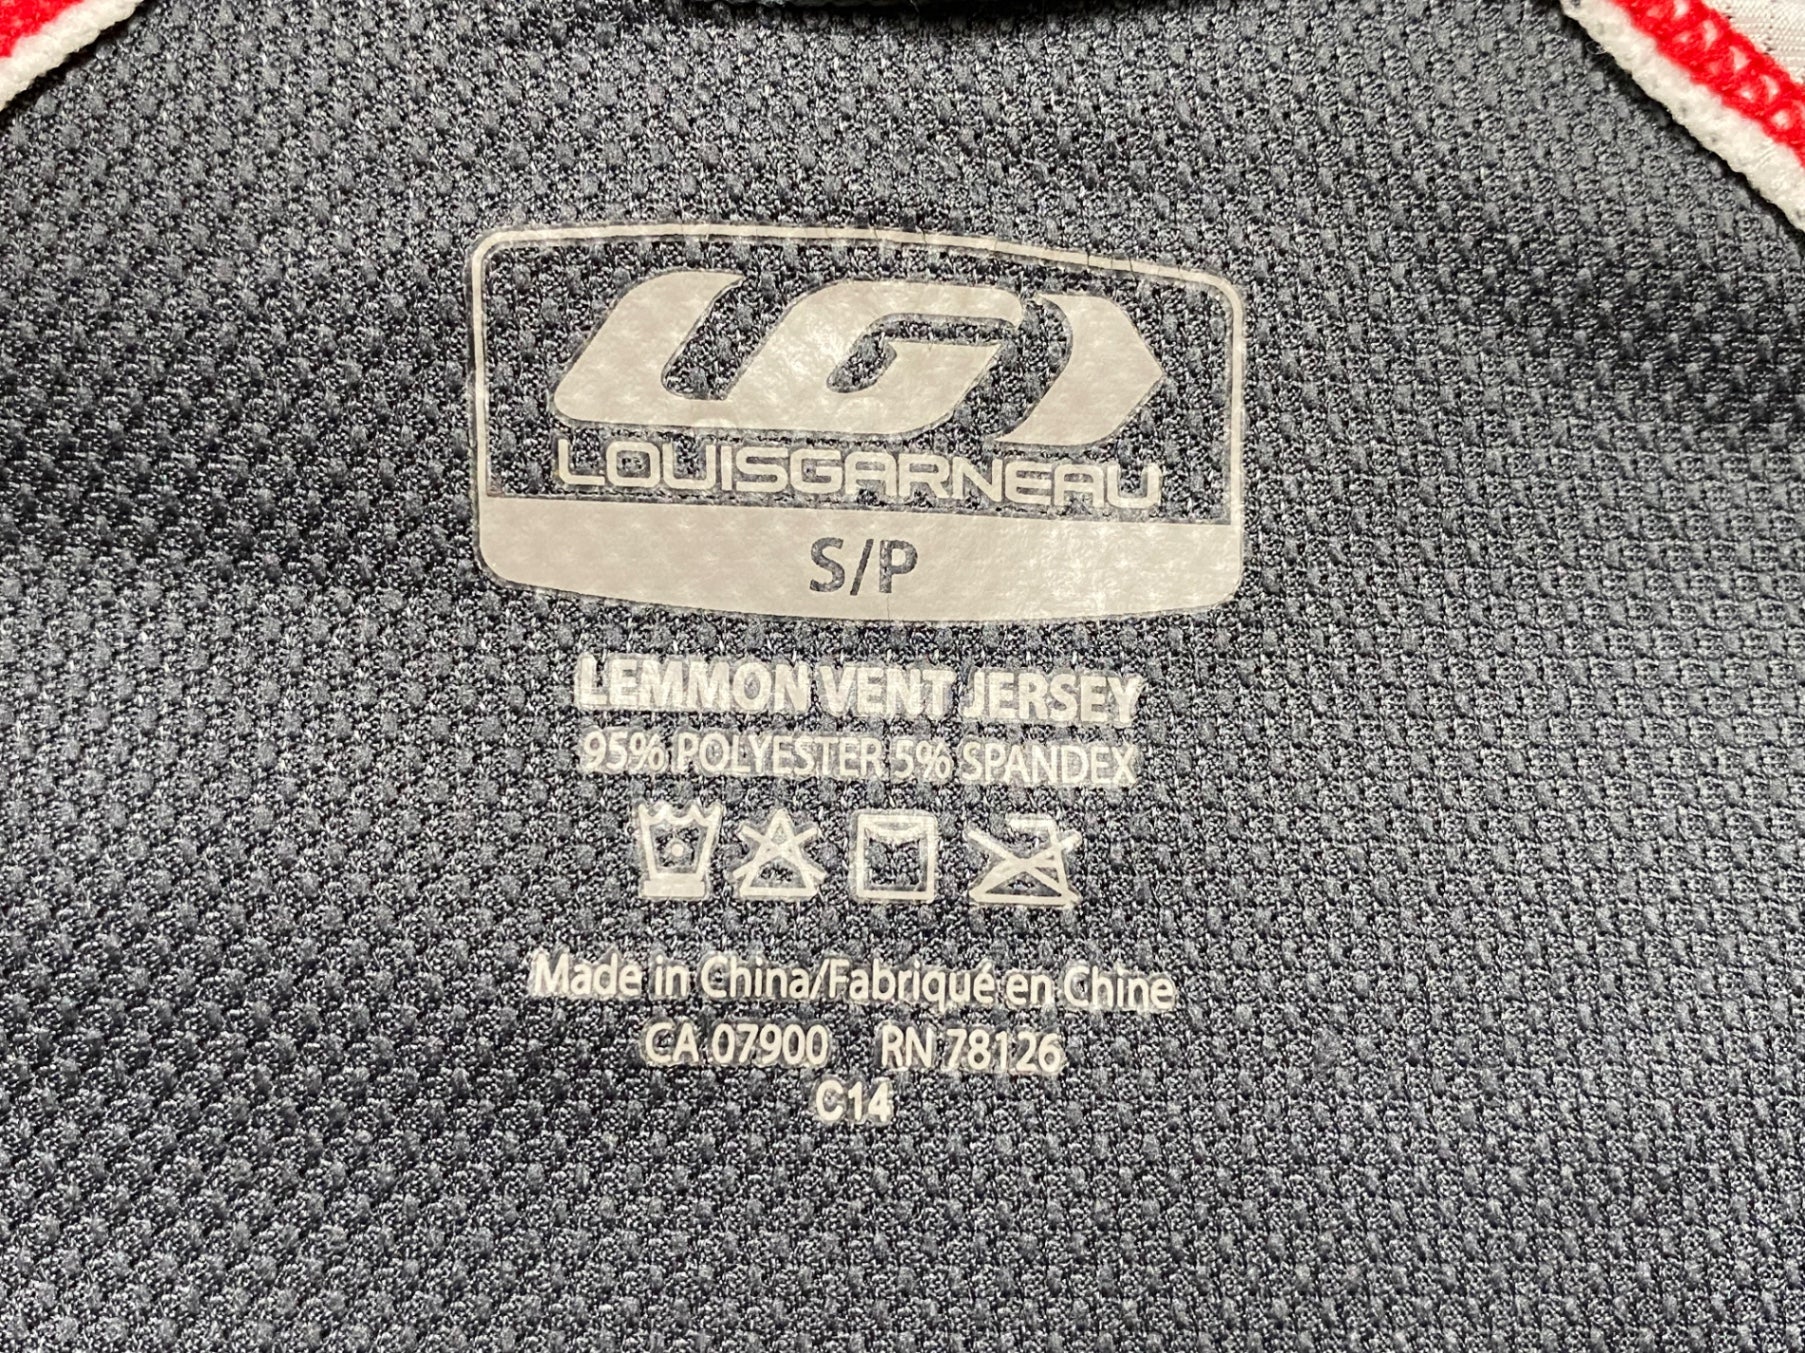 LG
LOUISGARNEAU
S/P
LEMMON VENT JERSEY
95% POLYESTER 5% SPANDEX
Made in China/Fabriqué en Chine
CA 07900 RN 78126
C14